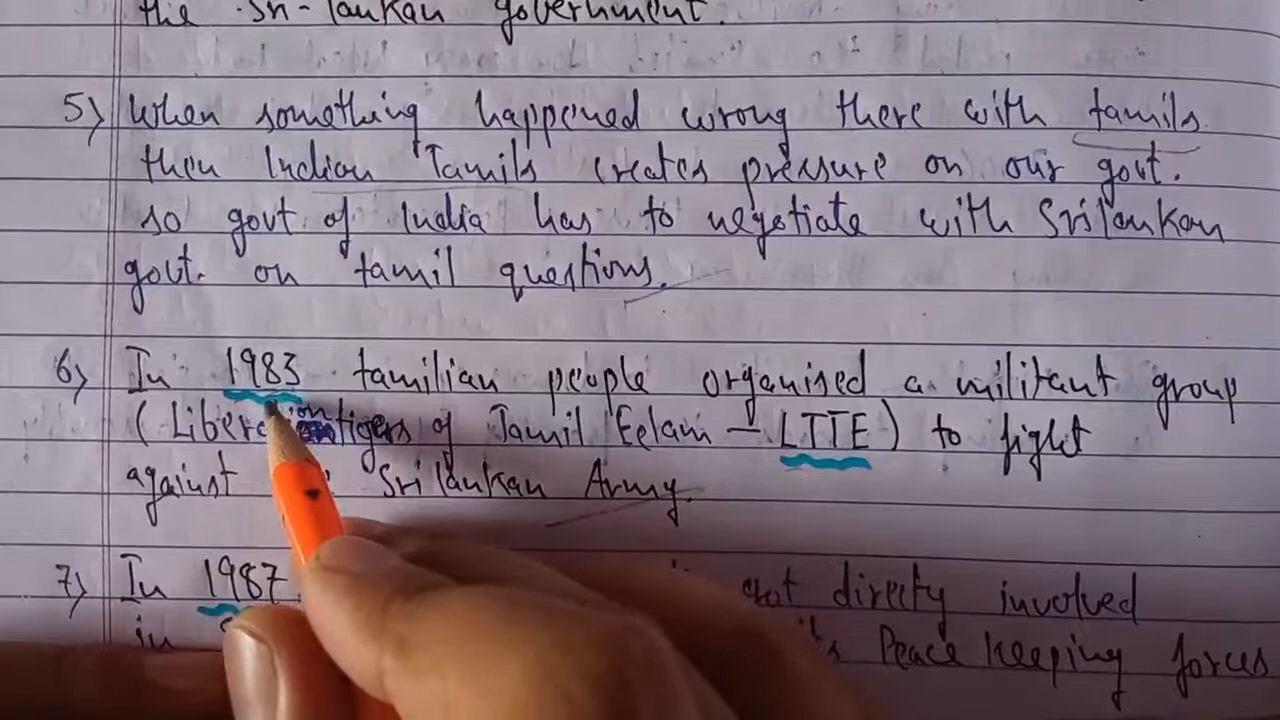 the Sri-lankan government.
5) When something happened wrong there with tamils
then Indian Tamils creates pressure on our govt.
so govt of India has to negotiate with Srilankan
govt. on tamil questions.
6) In 1983 tamilian people organised a militant group
( tigers of Tamil Eelam - LTTE) to fight
against Srilankan Army.
7) In 1987 got directy involved
in Peace keeping forces